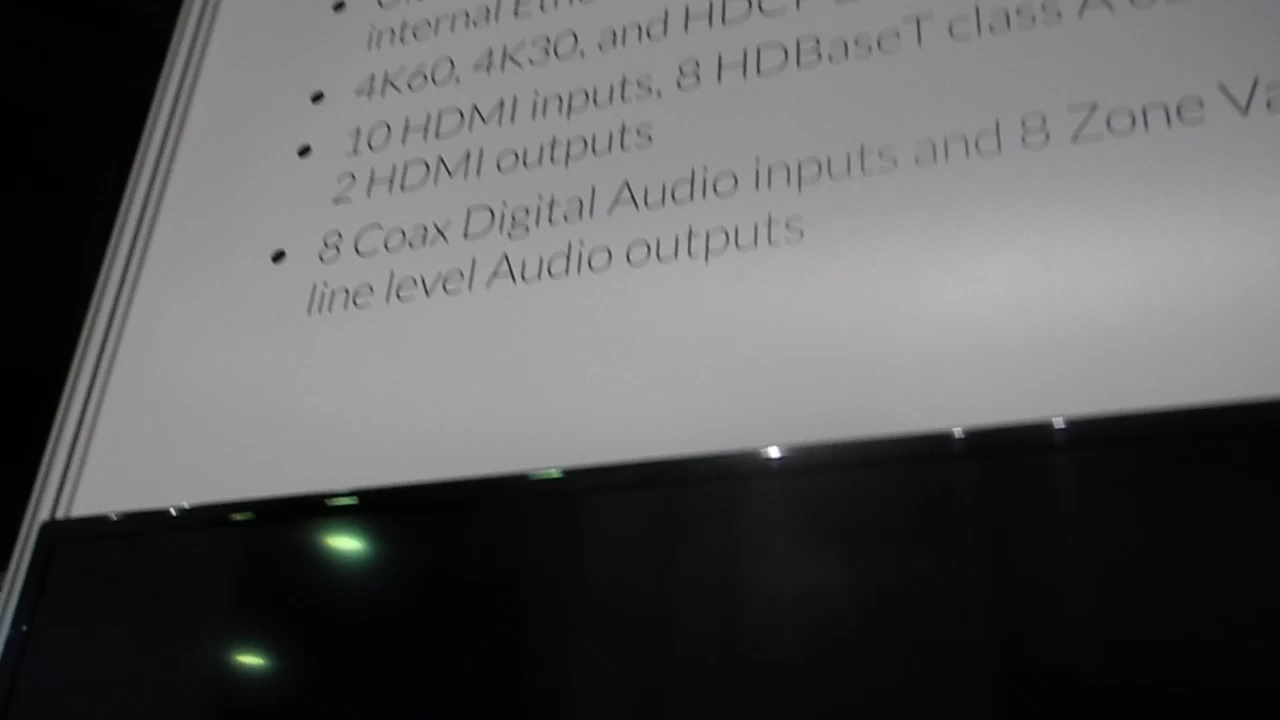 internal
4K60, 4K30, and HDCP
10 HDMI inputs, 8 HDBaseT class A
2 HDMI outputs
8 Coax Digital Audio inputs and 8 Zone
line level Audio outputs